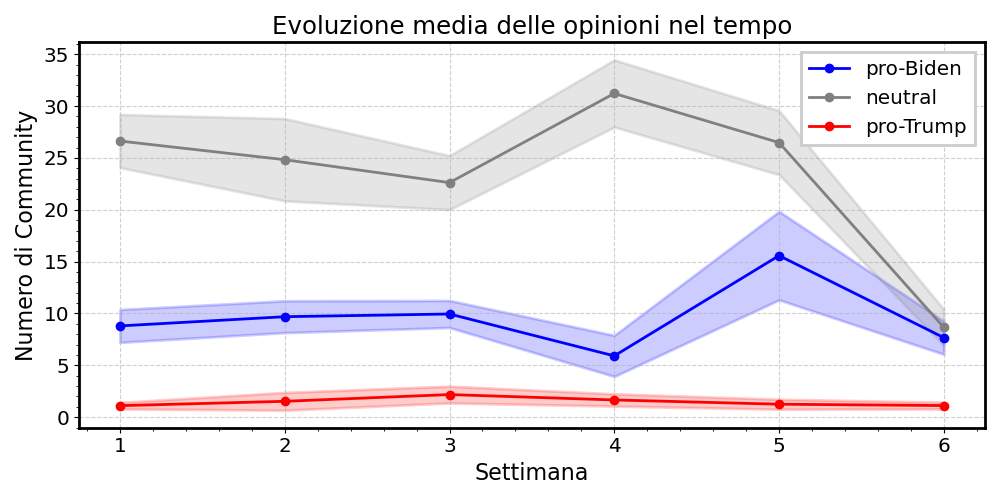 Evoluzione media delle opinioni nel tempo
35
30
25
20
15
10
5
0
Numero di Community
pro-Biden
neutral
pro-Trump
1 2 3 4 5 6
Settimana